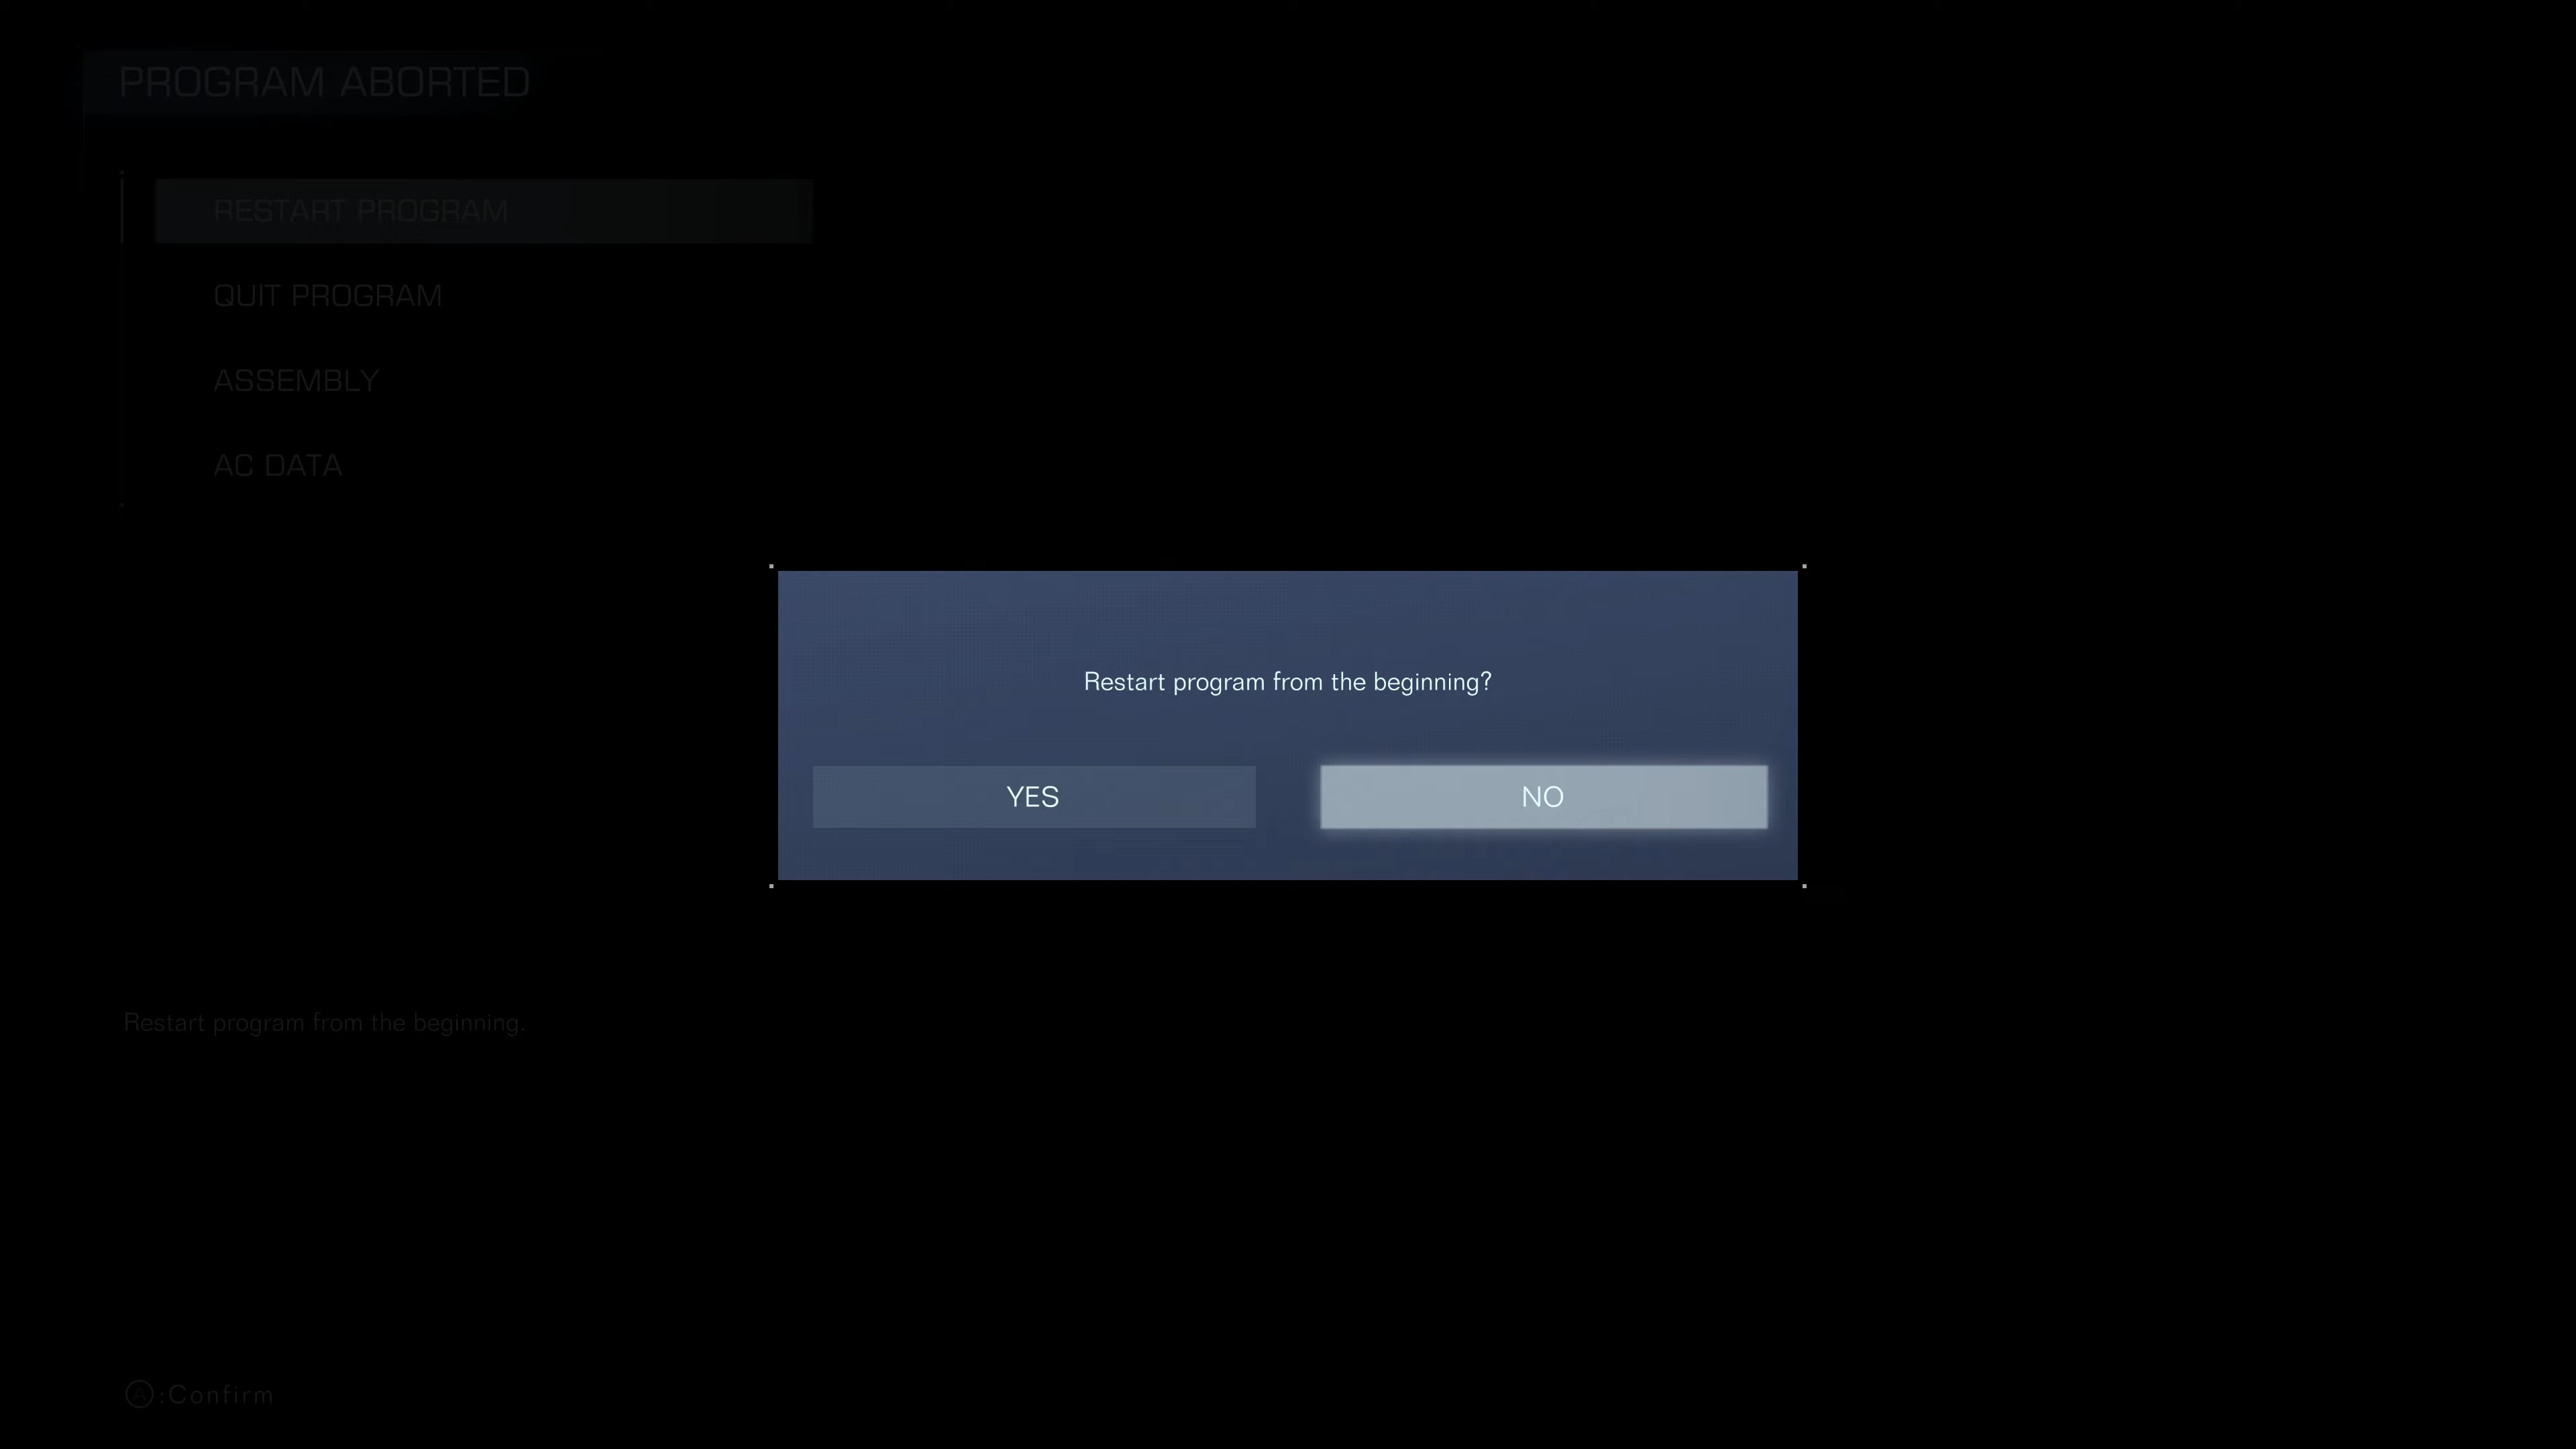 PROGRAM ABORTED
RESTART PROGRAM
QUIT PROGRAM
ASSEMBLY
AC DATA
Restart program from the beginning?
YES
NO
Restart program from the beginning.
A:Confirm